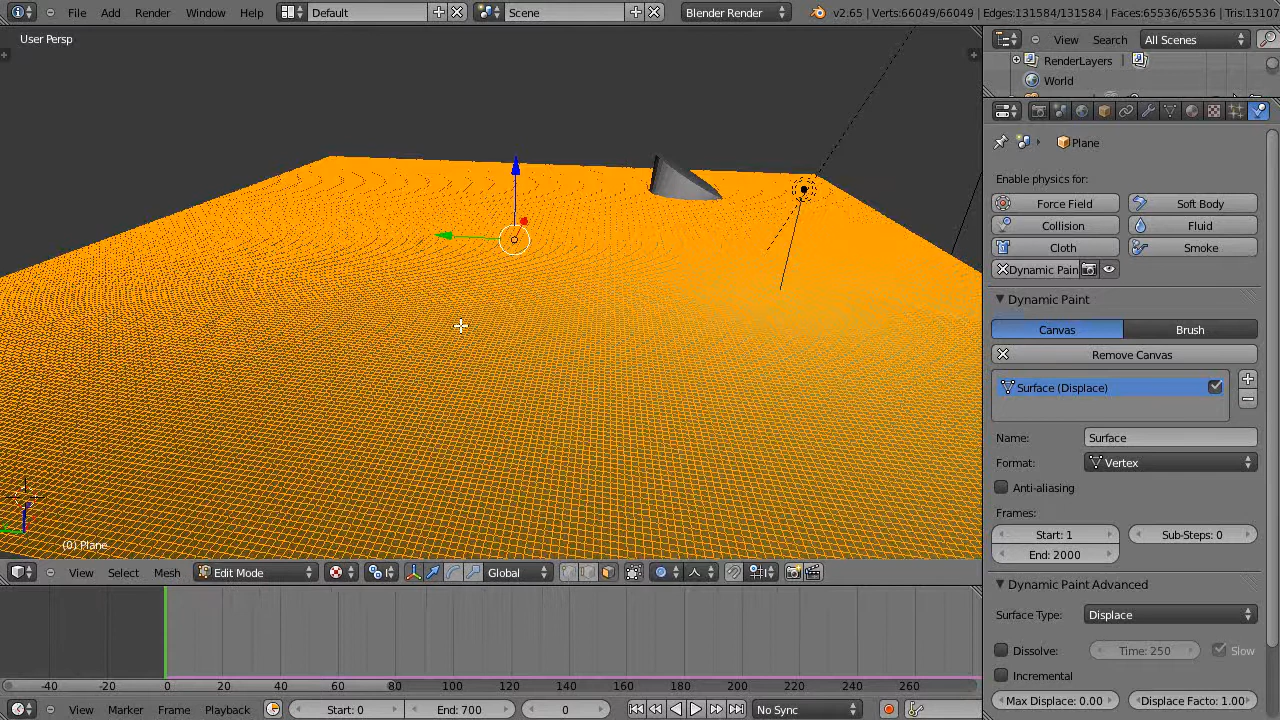 File Add Render Window Help Default Scene Blender Render v2.65 | Verts:66049/66049 | Edges:131584/131584 | Faces:65536/65536 | Tris:13107
User Persp
View Search All Scenes
RenderLayers |
World
Plane
Enable physics for:
Force Field Soft Body
Collision Fluid
Cloth Smoke
Dynamic Pain
Dynamic Paint
Canvas Brush
Remove Canvas
Surface (Displace)
Name: Surface
Format: Vertex
Anti-aliasing
Frames:
Start: 1 Sub-Steps: 0
End: 2000
Dynamic Paint Advanced
Surface Type: Displace
Dissolve: Time: 250 Slow
Incremental
Max Displace: 0.00 Displace Facto: 1.00
(0) Plane
View Select Mesh Edit Mode Global
-40 -20 0 20 40 60 80 100 120 140 160 180 200 220 240 260
View Marker Frame Playback Start: 0 End: 700 0 No Sync